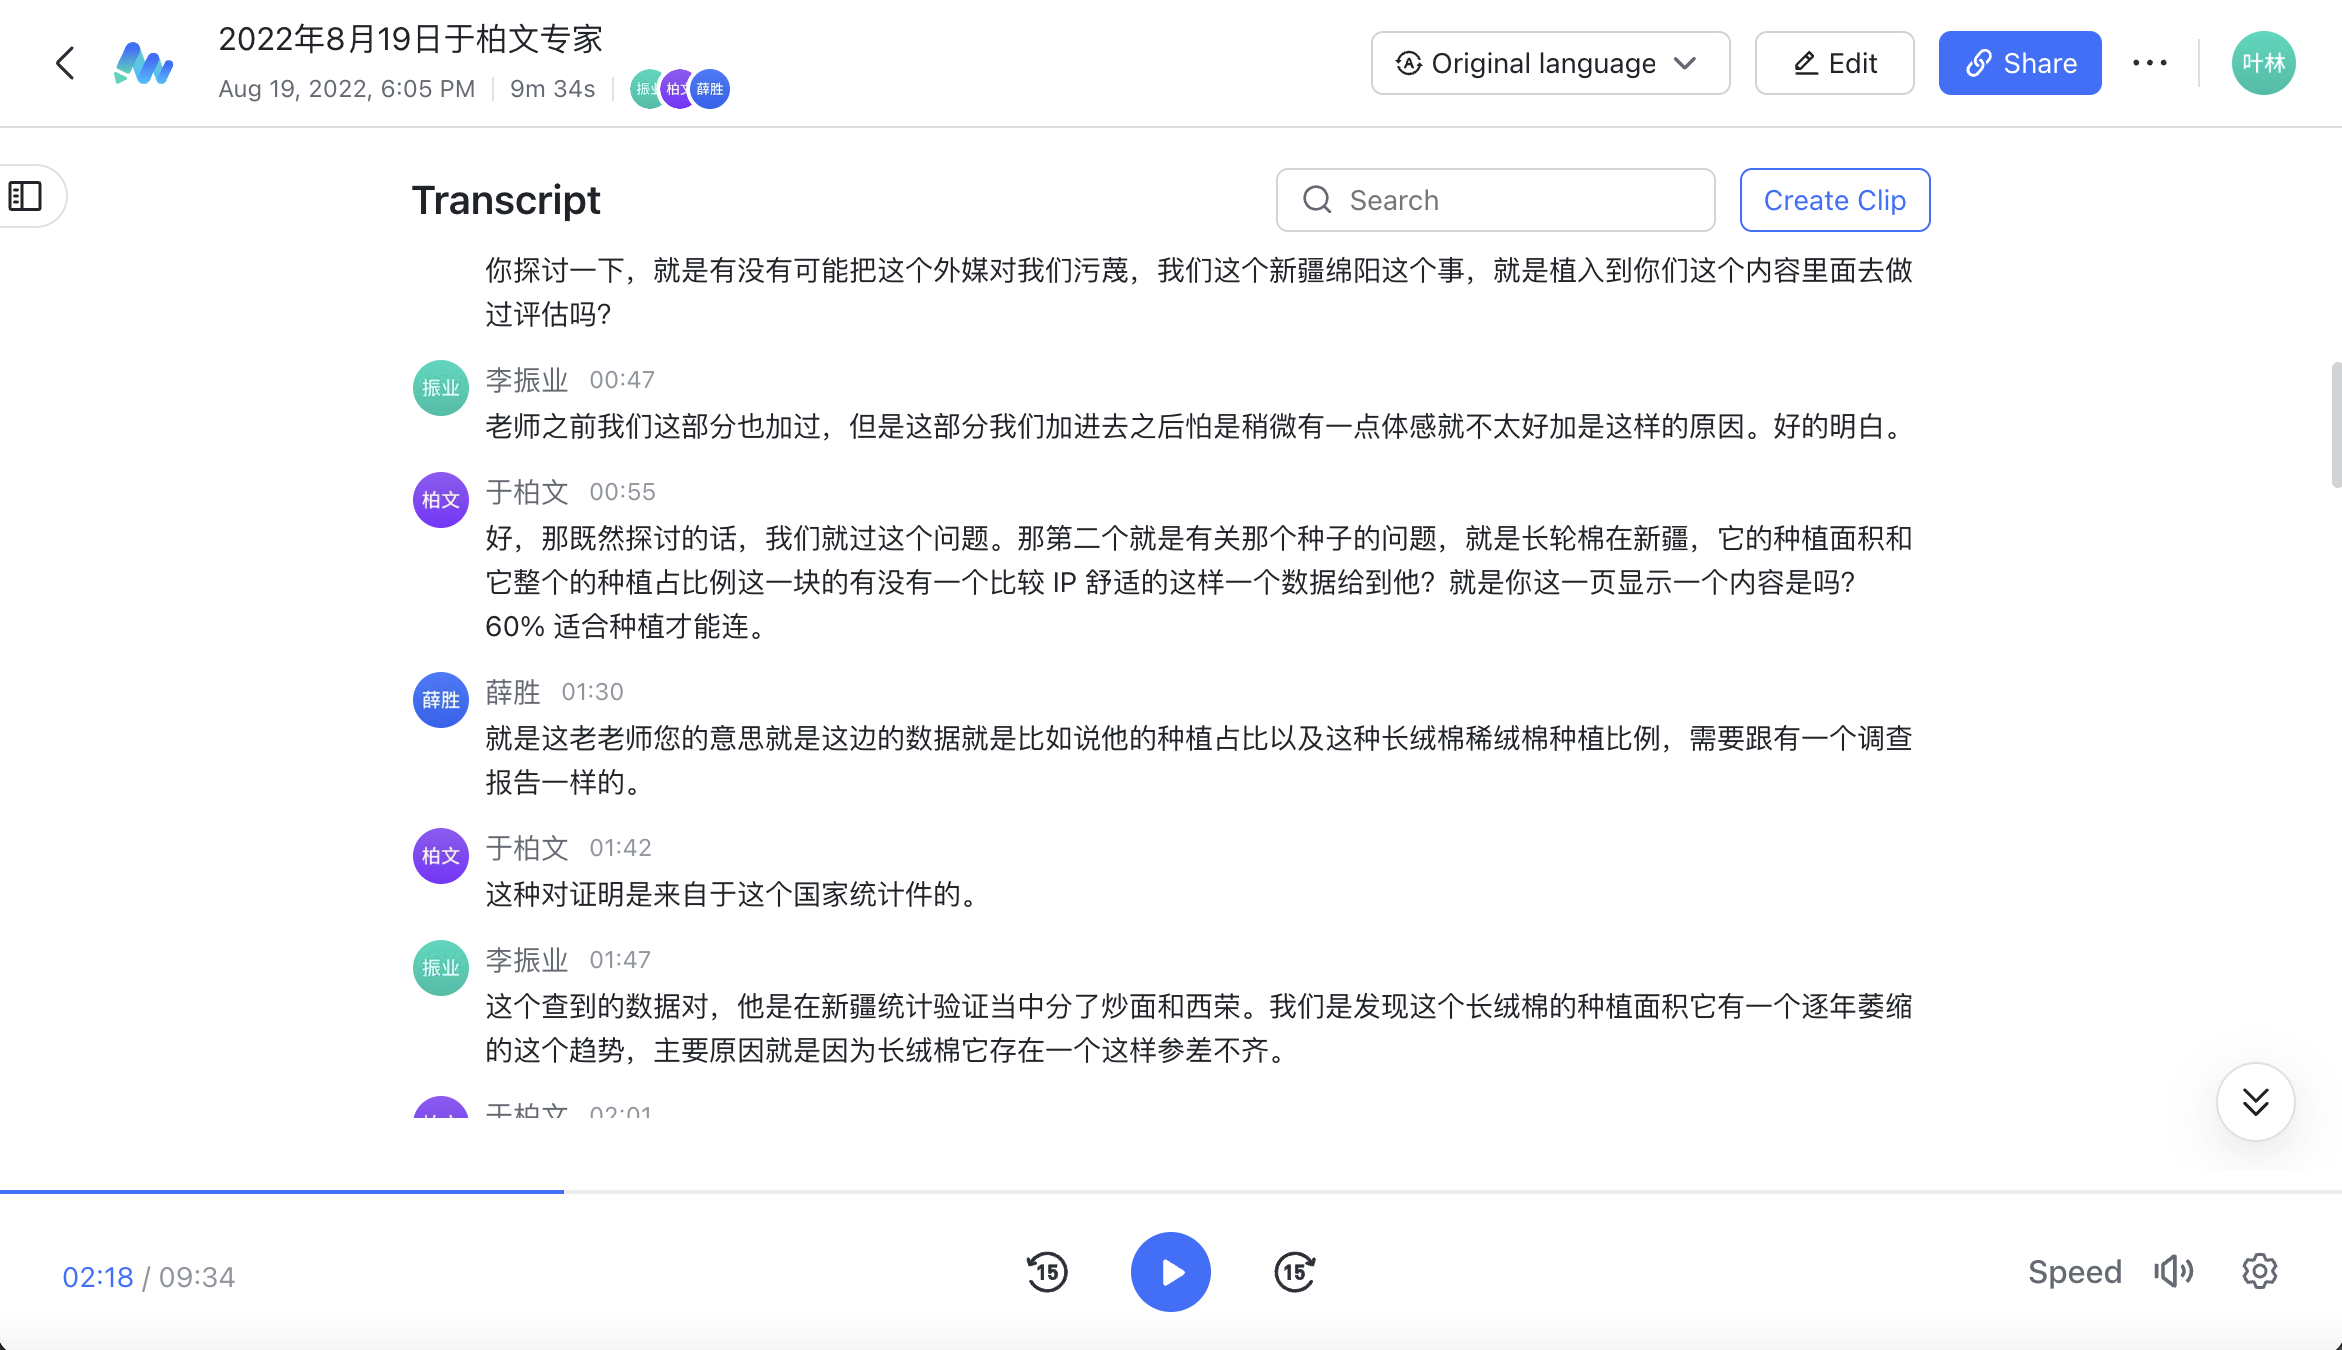 2022年8月19日于柏文专家
Aug 19, 2022, 6:05 PM
9m 34s
振业
柏文
薛胜
Original language
Edit
Share
叶林
Transcript
Search
Create Clip
你探讨一下，就是有没有可能把这个外媒对我们污蔑，我们这个新疆绵阳这个事，就是植入到你们这个内容里面去做
过评估吗?
振业
李振业 00:47
老师之前我们这部分也加过，但是这部分我们加进去之后怕是稍微有一点体感就不太好加是这样的原因。好的明白。
柏文
于柏文 00:55
好，那既然探讨的话，我们就过这个问题。那第二个就是有关那个种子的问题，就是长轮棉在新疆，它的种植面积和
它整个的种植占比例这一块的有没有一个比较 IP 舒适的这样一个数据给到他？就是你这一页显示一个内容是吗?
60% 适合种植才能连。
薛胜
薛胜 01:30
就是这老老师您的意思就是这边的数据就是比如说他的种植占比以及这种长绒棉稀绒棉种植比例，需要跟有一个调查
报告一样的。
柏文
于柏文 01:42
这种对证明是来自于这个国家统计件的。
振业
李振业 01:47
这个查到的数据对，他是在新疆统计验证当中分了炒面和西荣。我们是发现这个长绒棉的种植面积它有一个逐年萎缩
的这个趋势，主要原因就是因为长绒棉它存在一个这样参差不齐。
于柏文 02:01
02:18 / 09:34
15
15
Speed